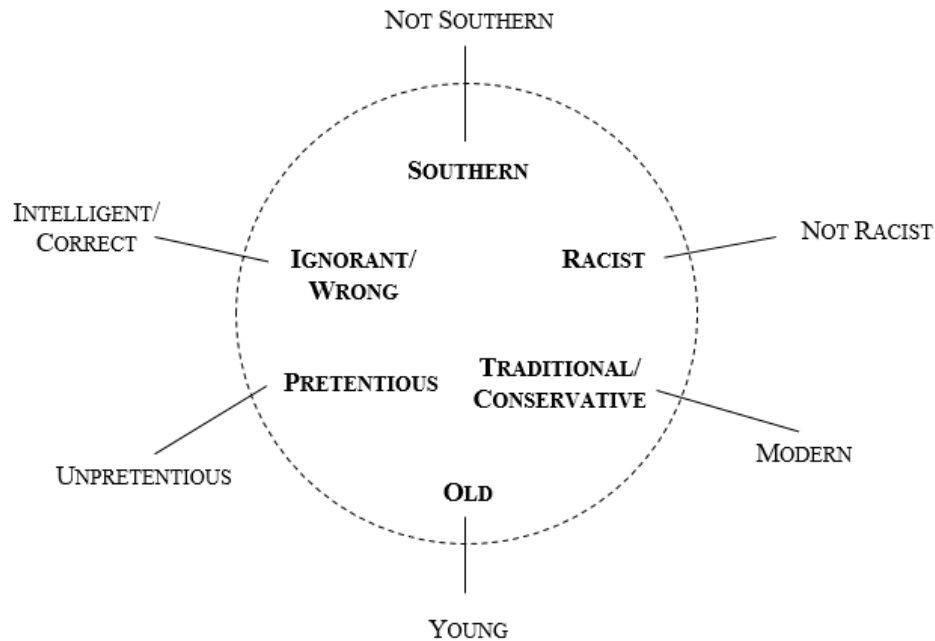 NOT SOUTHERN
SOUTHERN
INTELLIGENT/
CORRECT
IGNORANT/
WRONG
RACIST
NOT RACIST
PRETENTIOUS
TRADITIONAL/
CONSERVATIVE
UNPRETENTIOUS
MODERN
OLD
YOUNG